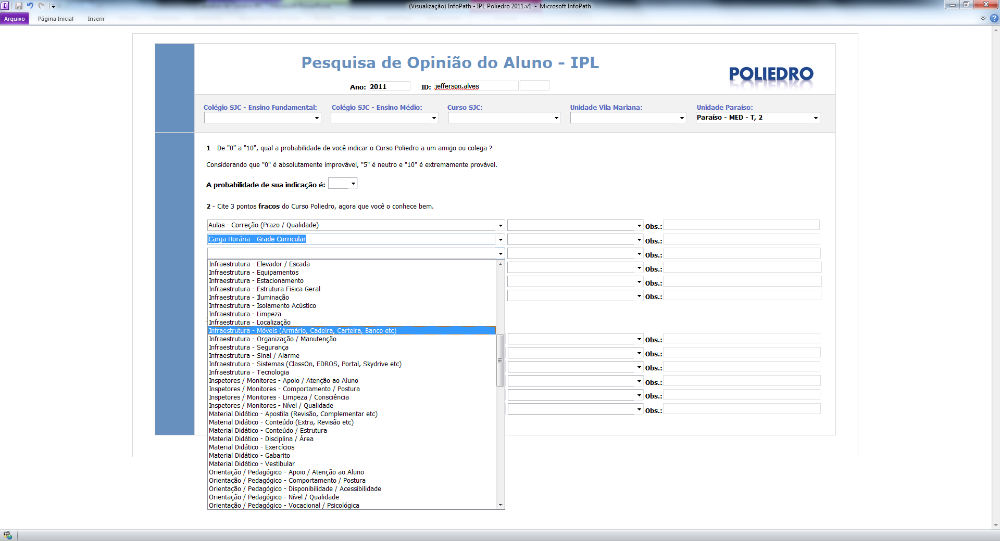 (Visualização) InfoPath - IPL Poliedro 2011.v1 - Microsoft InfoPath
Arquivo Página Inicial Inserir
Pesquisa de Opinião do Aluno - IPL
POLIEDRO
Ano: 2011 ID: jefferson.alves
Colégio SJC - Ensino Fundamental: Colégio SJC - Ensino Médio: Curso SJC: Unidade Vila Mariana: Unidade Paraíso:
Paraíso - MED - T, 2
1 - De "0" a "10", qual a probabilidade de você indicar o Curso Poliedro a um amigo ou colega ?
Considerando que "0" é absolutamente improvável, "5" é neutro e "10" é extremamente provável.
A probabilidade de sua indicação é:
2 - Cite 3 pontos fracos do Curso Poliedro, agora que você o conhece bem.
Aulas - Correção (Prazo / Qualidade) Obs.:
Carga Horária - Grade Curricular Obs.:
Obs.:
Obs.:
Obs.:
Obs.:
Infraestrutura - Elevador / Escada
Infraestrutura - Equipamentos
Infraestrutura - Estacionamento
Infraestrutura - Estrutura Fisica Geral
Infraestrutura - Iluminação
Infraestrutura - Isolamento Acústico
Infraestrutura - Limpeza
Infraestrutura - Localização
Infraestrutura - Móveis (Armário, Cadeira, Carteira, Banco etc)
Infraestrutura - Organização / Manutenção
Infraestrutura - Segurança
Infraestrutura - Sinal / Alarme
Infraestrutura - Sistemas (ClassOn, EDROS, Portal, Skydrive etc)
Infraestrutura - Tecnologia
Inspetores / Monitores - Apoio / Atenção ao Aluno
Inspetores / Monitores - Comportamento / Postura
Inspetores / Monitores - Limpeza / Consciência
Inspetores / Monitores - Nível / Qualidade
Material Didático - Apostila (Revisão, Complementar etc)
Material Didático - Conteúdo (Extra, Revisão etc)
Material Didático - Conteúdo / Estrutura
Material Didático - Disciplina / Área
Material Didático - Exercícios
Material Didático - Gabarito
Material Didático - Vestibular
Orientação / Pedagógico - Apoio / Atenção ao Aluno
Orientação / Pedagógico - Comportamento / Postura
Orientação / Pedagógico - Disponibilidade / Acessibilidade
Orientação / Pedagógico - Nível / Qualidade
Orientação / Pedagógico - Vocacional / Psicológica
Obs.:
Obs.:
Obs.:
Obs.:
Obs.:
Obs.: